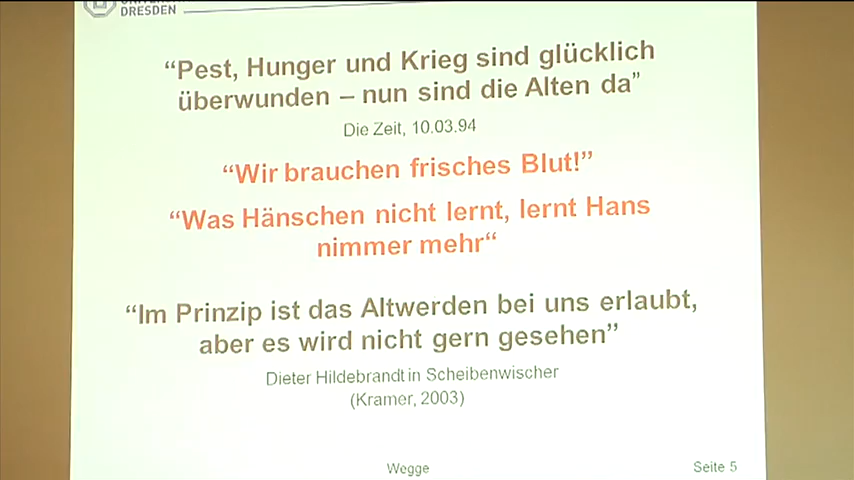 DRESDEN
“Pest, Hunger und Krieg sind glücklich
überwunden – nun sind die Alten da”
Die Zeit, 10.03.94
“Wir brauchen frisches Blut!”
“Was Hänschen nicht lernt, lernt Hans
nimmer mehr“
“Im Prinzip ist das Altwerden bei uns erlaubt,
aber es wird nicht gern gesehen”
Dieter Hildebrandt in Scheibenwischer
(Kramer, 2003)
Wegge
Seite 5